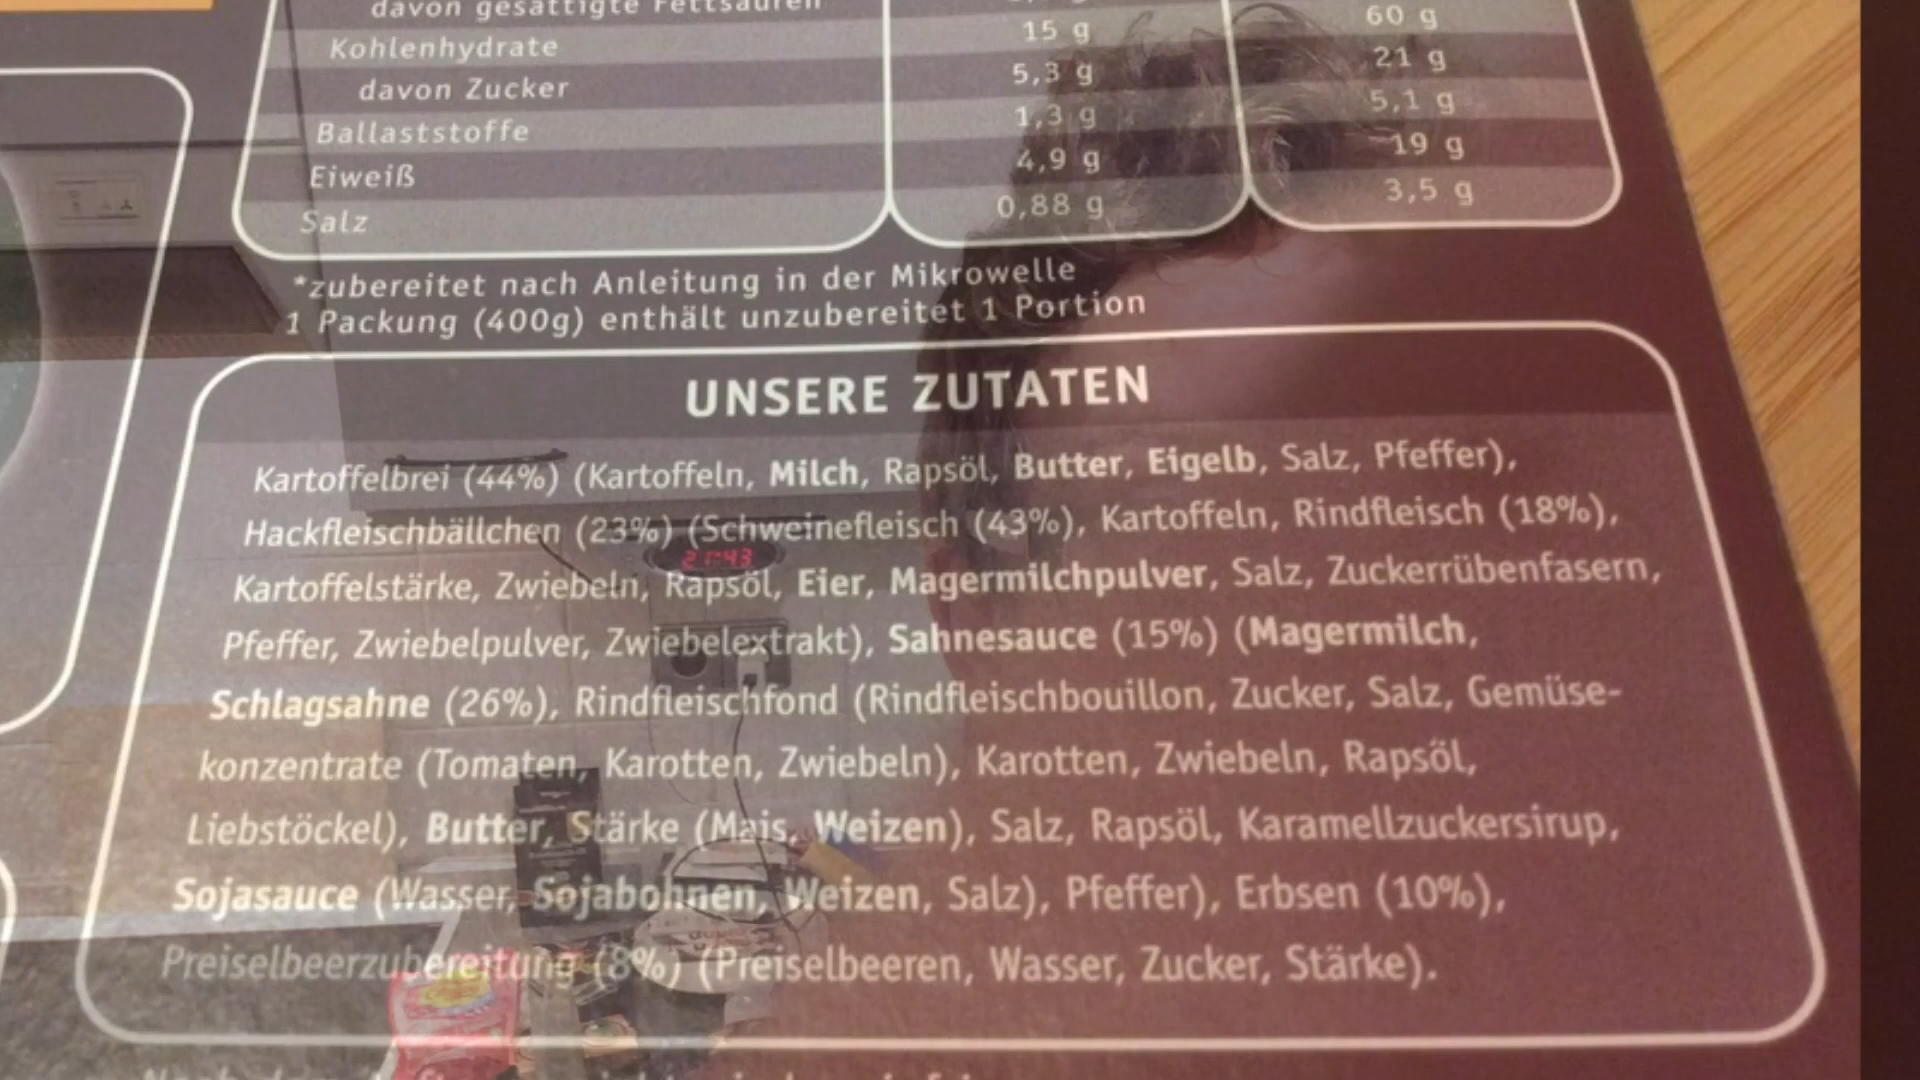 davon gesättigte Fettsäuren
60 g
Kohlenhydrate 15 g 21 g
davon Zucker 5,3 g 5,1 g
Ballaststoffe 1,3 g 19 g
Eiweiß 4,9 g 3,5 g
Salz 0,88 g
*zubereitet nach Anleitung in der Mikrowelle
1 Packung (400g) enthält unzubereitet 1 Portion
UNSERE ZUTATEN
Kartoffelbrei (44%) (Kartoffeln, Milch, Rapsöl, Butter, Eigelb, Salz, Pfeffer),
Hackfleischbällchen (23%) (Schweinefleisch (43%), Kartoffeln, Rindfleisch (18%),
Kartoffelstärke, Zwiebeln, Rapsöl, Eier, Magermilchpulver, Salz, Zuckerrübenfasern,
Pfeffer, Zwiebelpulver, Zwiebelextrakt), Sahnesauce (15%) (Magermilch,
Schlagsahne (26%), Rindfleischfond (Rindfleischbouillon, Zucker, Salz, Gemüse-
konzentrate (Tomaten, Karotten, Zwiebeln), Karotten, Zwiebeln, Rapsöl,
Liebstöckel), Butter, Stärke (Mais, Weizen), Salz, Rapsöl, Karamellzuckersirup,
Sojasauce (Wasser, Sojabohnen, Weizen, Salz), Pfeffer), Erbsen (10%),
Preiselbeerzubereitung (8%) (Preiselbeeren, Wasser, Zucker, Stärke).
21:43